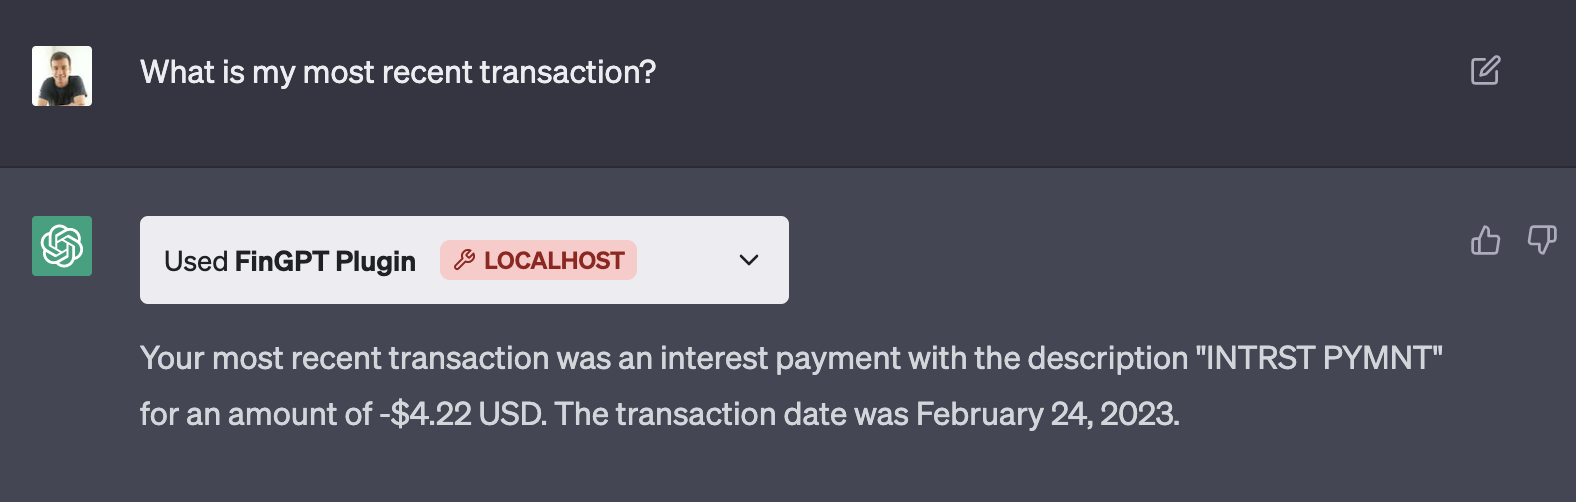 What is my most recent transaction?
Used FinGPT Plugin LOCALHOST
Your most recent transaction was an interest payment with the description "INTRST PYMNT"
for an amount of -$4.22 USD. The transaction date was February 24, 2023.